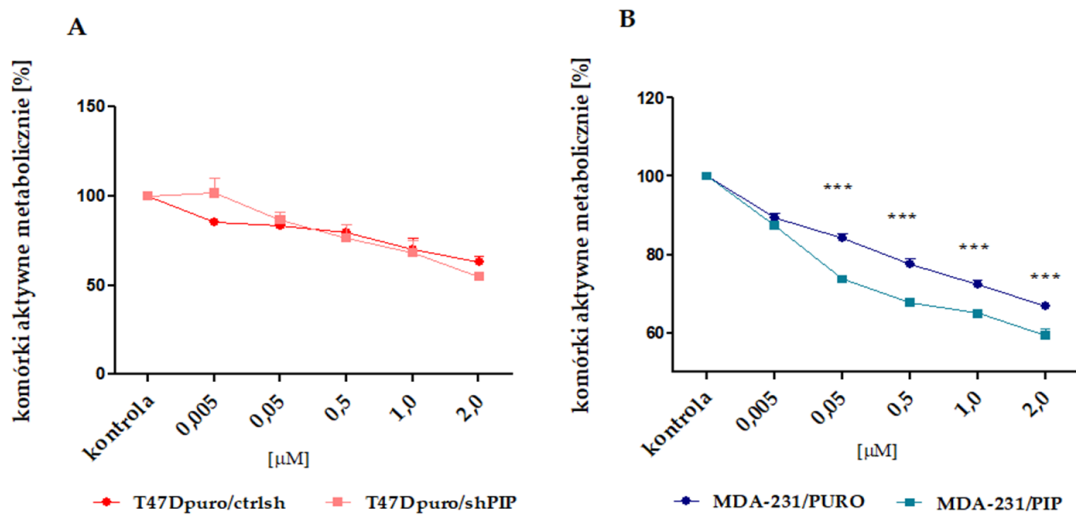 A
komórki aktywne metabolicznie [%]
150
100
50
0
kontrola
0,005
0,05
0,5
1,0
2,0
[µM]
T47Dpuro/ctrlsh
T47Dpuro/shPIP
B
komórki aktywne metabolicznie [%]
120
100
80
60
***
***
***
***
kontrola
0,005
0,05
0,5
1,0
2,0
[µM]
MDA-231/PURO
MDA-231/PIP